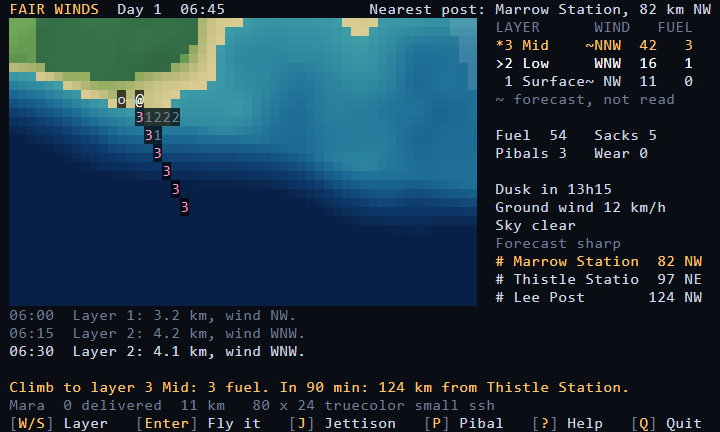 FAIR WINDS  Day 1  06:45                Nearest post: Marrow Station, 82 km NW
LAYER      WIND   FUEL
*3 Mid    ~NNW  42   3
>2 Low     WNW  16   1
 1 Surface~ NW  11   0
~ forecast, not read
o @
31222
Fuel  54   Sacks 5
31
Pibals 3   Wear 0
3
3
3
Dusk in 13h15
3
Ground wind 12 km/h
Sky clear
Forecast sharp
# Marrow Station  82 NW
# Thistle Statio  97 NE
# Lee Post       124 NW
06:00  Layer 1: 3.2 km, wind NW.
06:15  Layer 2: 4.2 km, wind WNW.
06:30  Layer 2: 4.1 km, wind WNW.
Climb to layer 3 Mid: 3 fuel. In 90 min: 124 km from Thistle Station.
Mara  0 delivered  11 km   80 x 24 truecolor small ssh
[W/S] Layer   [Enter] Fly it   [J] Jettison   [P] Pibal   [?] Help   [Q] Quit